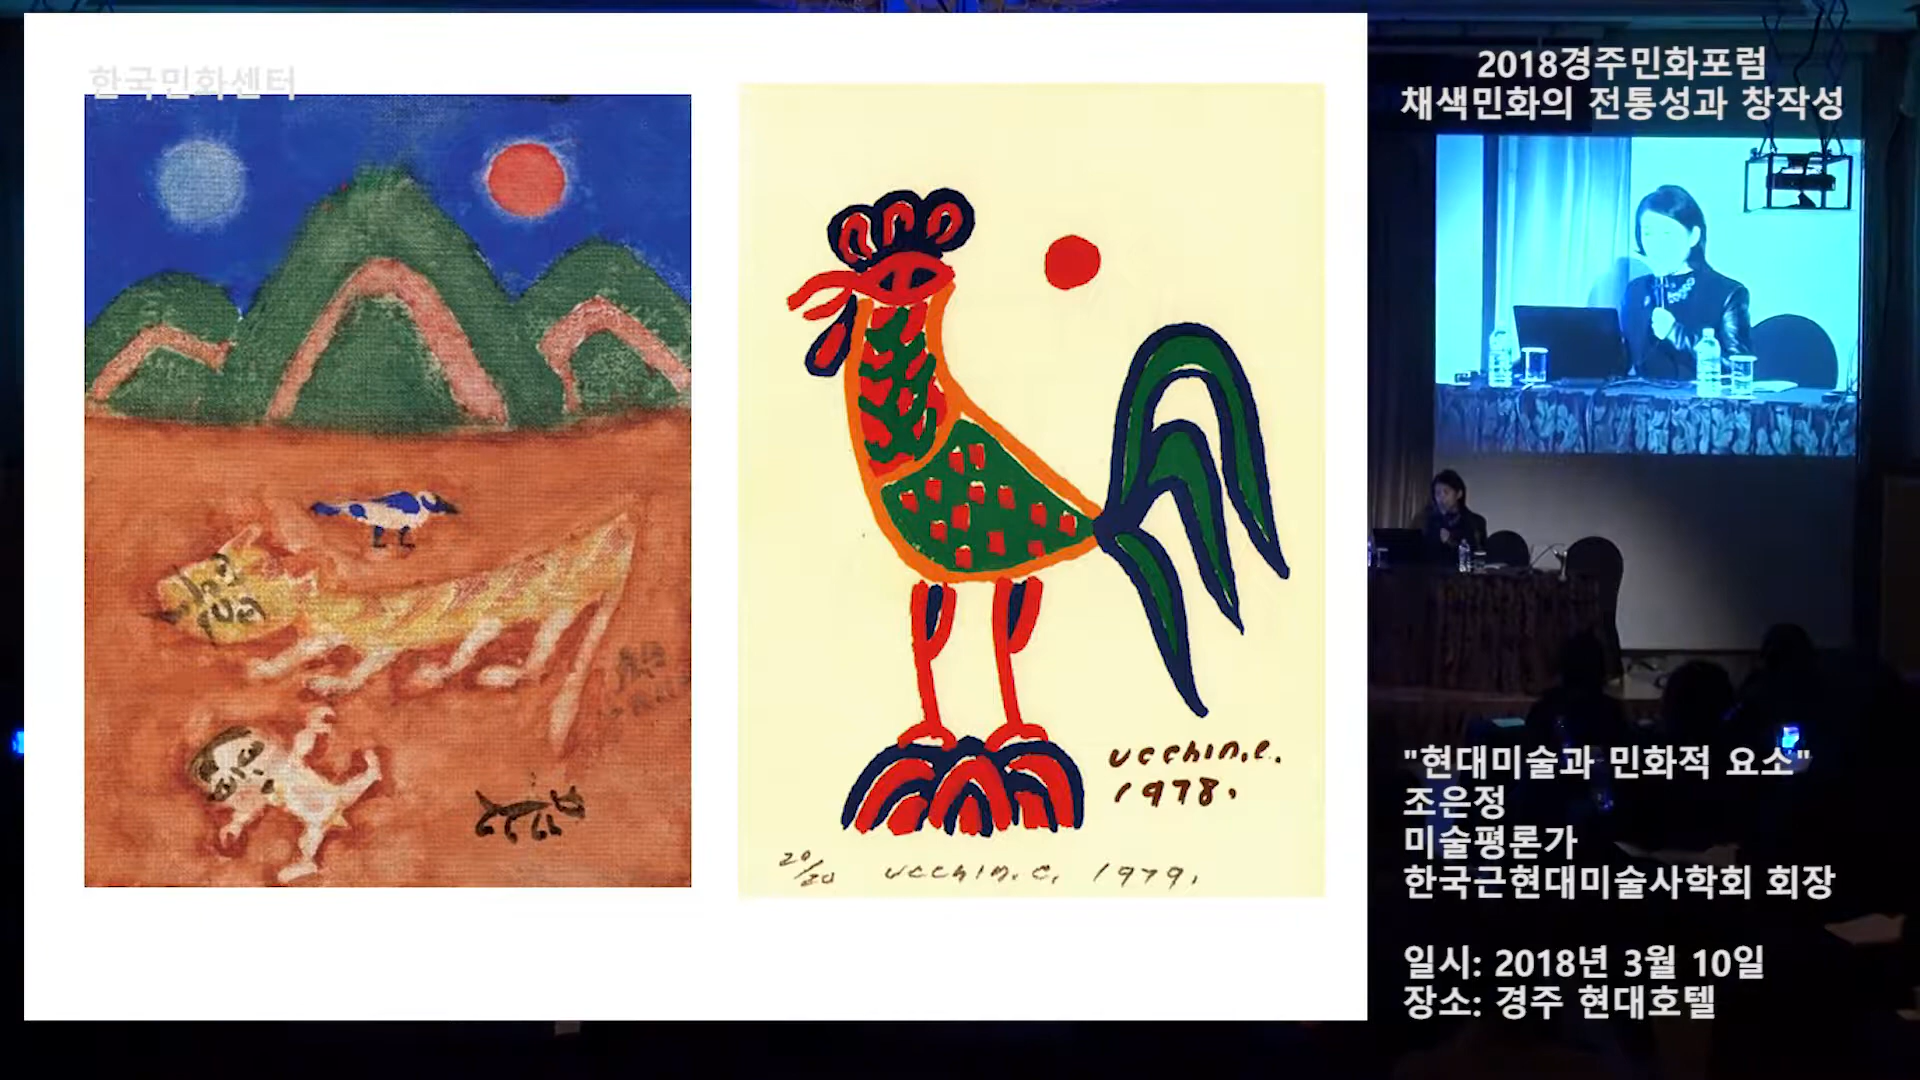 한국민화센터
ucchin.c.
1978.
20/20 ucchin.c. 1979.
2018경주민화포럼
채색민화의 전통성과 창작성
"현대미술과 민화적 요소"
조은정
미술평론가
한국근현대미술사학회 회장
일시: 2018년 3월 10일
장소: 경주 현대호텔